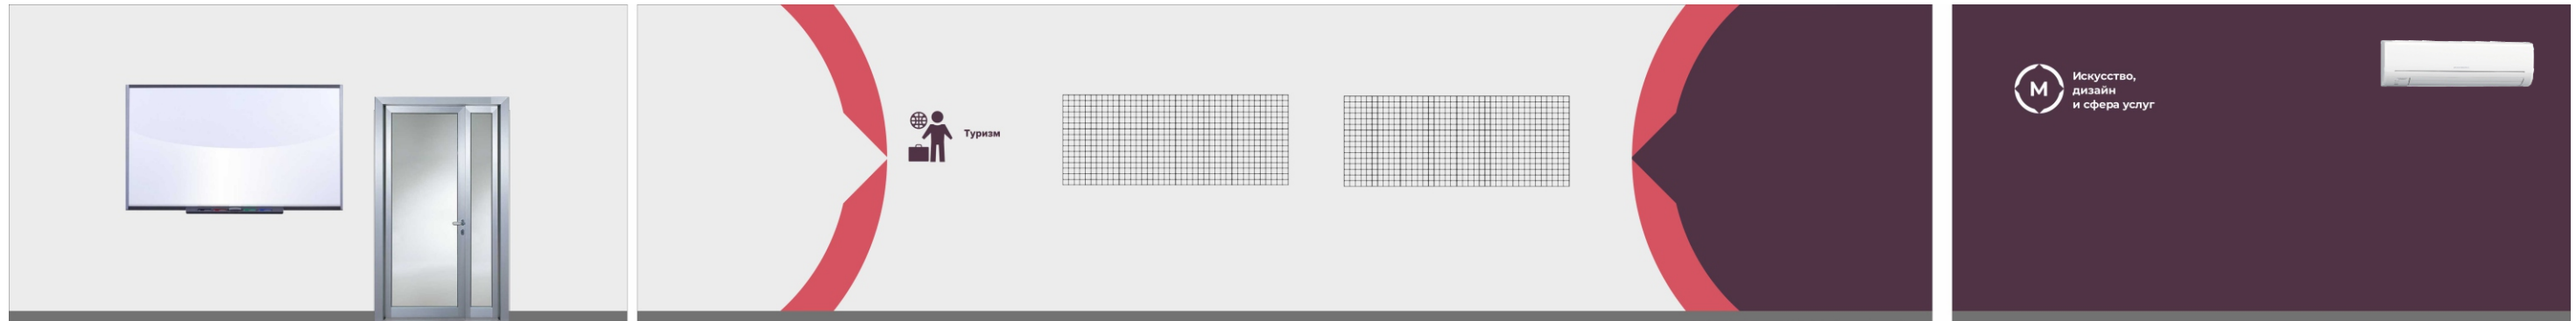 Туризм
М
Искусство,
дизайн
и сфера услуг